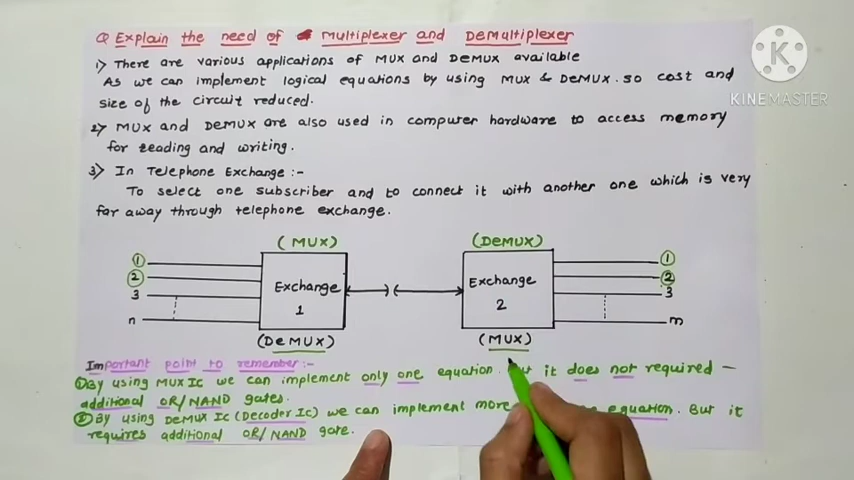 Q Explain the need of Multiplexer and DeMultiplexer
1) There are various applications of MUX and DeMUX available
As we can implement logical equations by using MUX & DeMUX. so cost and
size of the circuit reduced.
2) MUX and DeMUX are also used in computer hardware to access memory
for reading and writing.
3) In Telephone Exchange :-
To select one subscriber and to connect it with another one which is very
far away through telephone exchange.
(MUX) (DeMUX)
1 1
2 Exchange Exchange 2
3 1 2 3
n m
(DeMUX) (MUX)
Important point to remember :-
1) By using MUX IC we can implement only one equation. it does not required -
additional OR/NAND gates.
2) By using DeMUX IC (Decoder IC) we can implement equation. But it
requires additional OR/NAND gate.
K
KINEMASTER